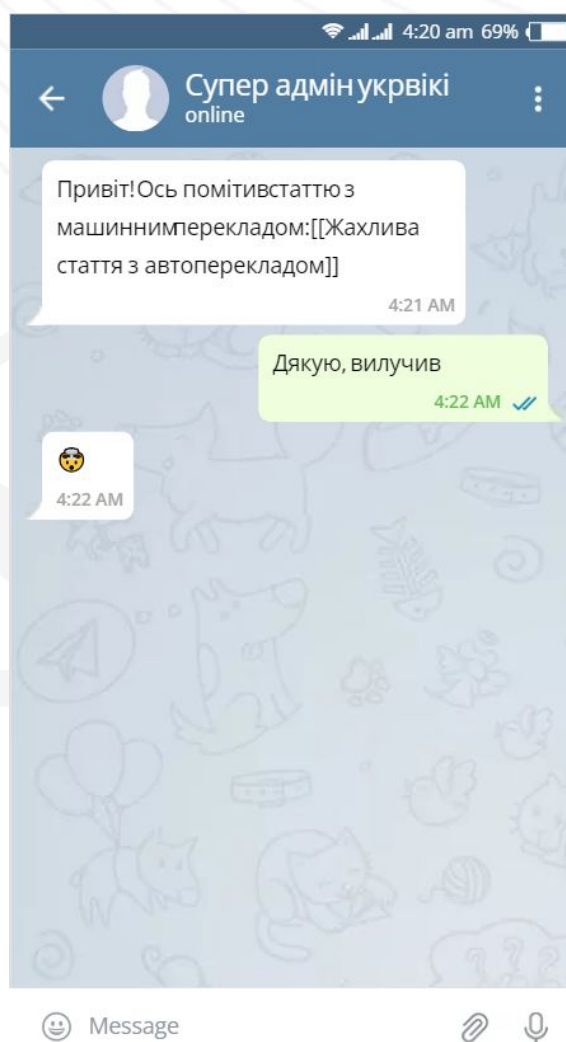 4:20 am 69%
Супер адмін укрвікі
online
Привіт! Ось помітив статтю з
машинним перекладом: [[Жахлива
стаття з автоперекладом]]
4:21 AM
Дякую, вилучив
4:22 AM
🤯
4:22 AM
Message